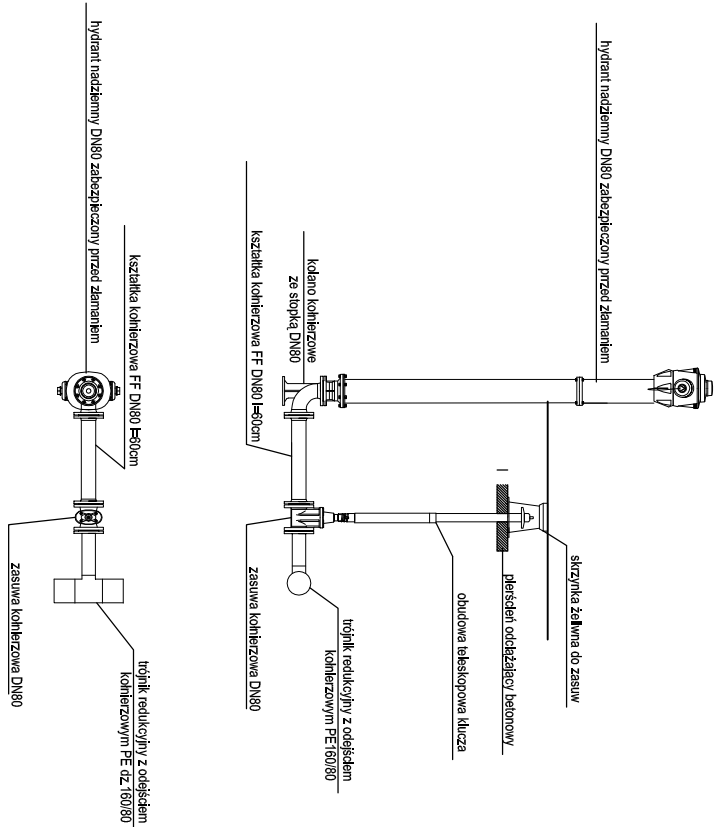 hydrant nadziemny DN80 zabezpieczony przed złamaniem
skrzynka żeliwna do zasuw
pierścień odciążający betonowy
obudowa teleskopowa klucza
trójnik redukcyjny z odejściem
kołnierzowym PE160/80
kolano kołnierzowe
ze stopką DN80
kształtka kołnierzowa FF DN80 l=60cm
zasuwa kołnierzowa DN80
hydrant nadziemny DN80 zabezpieczony przed złamaniem
kształtka kołnierzowa FF DN80 l=60cm
trójnik redukcyjny z odejściem
kołnierzowym PE dz.160/80
zasuwa kołnierzowa DN80